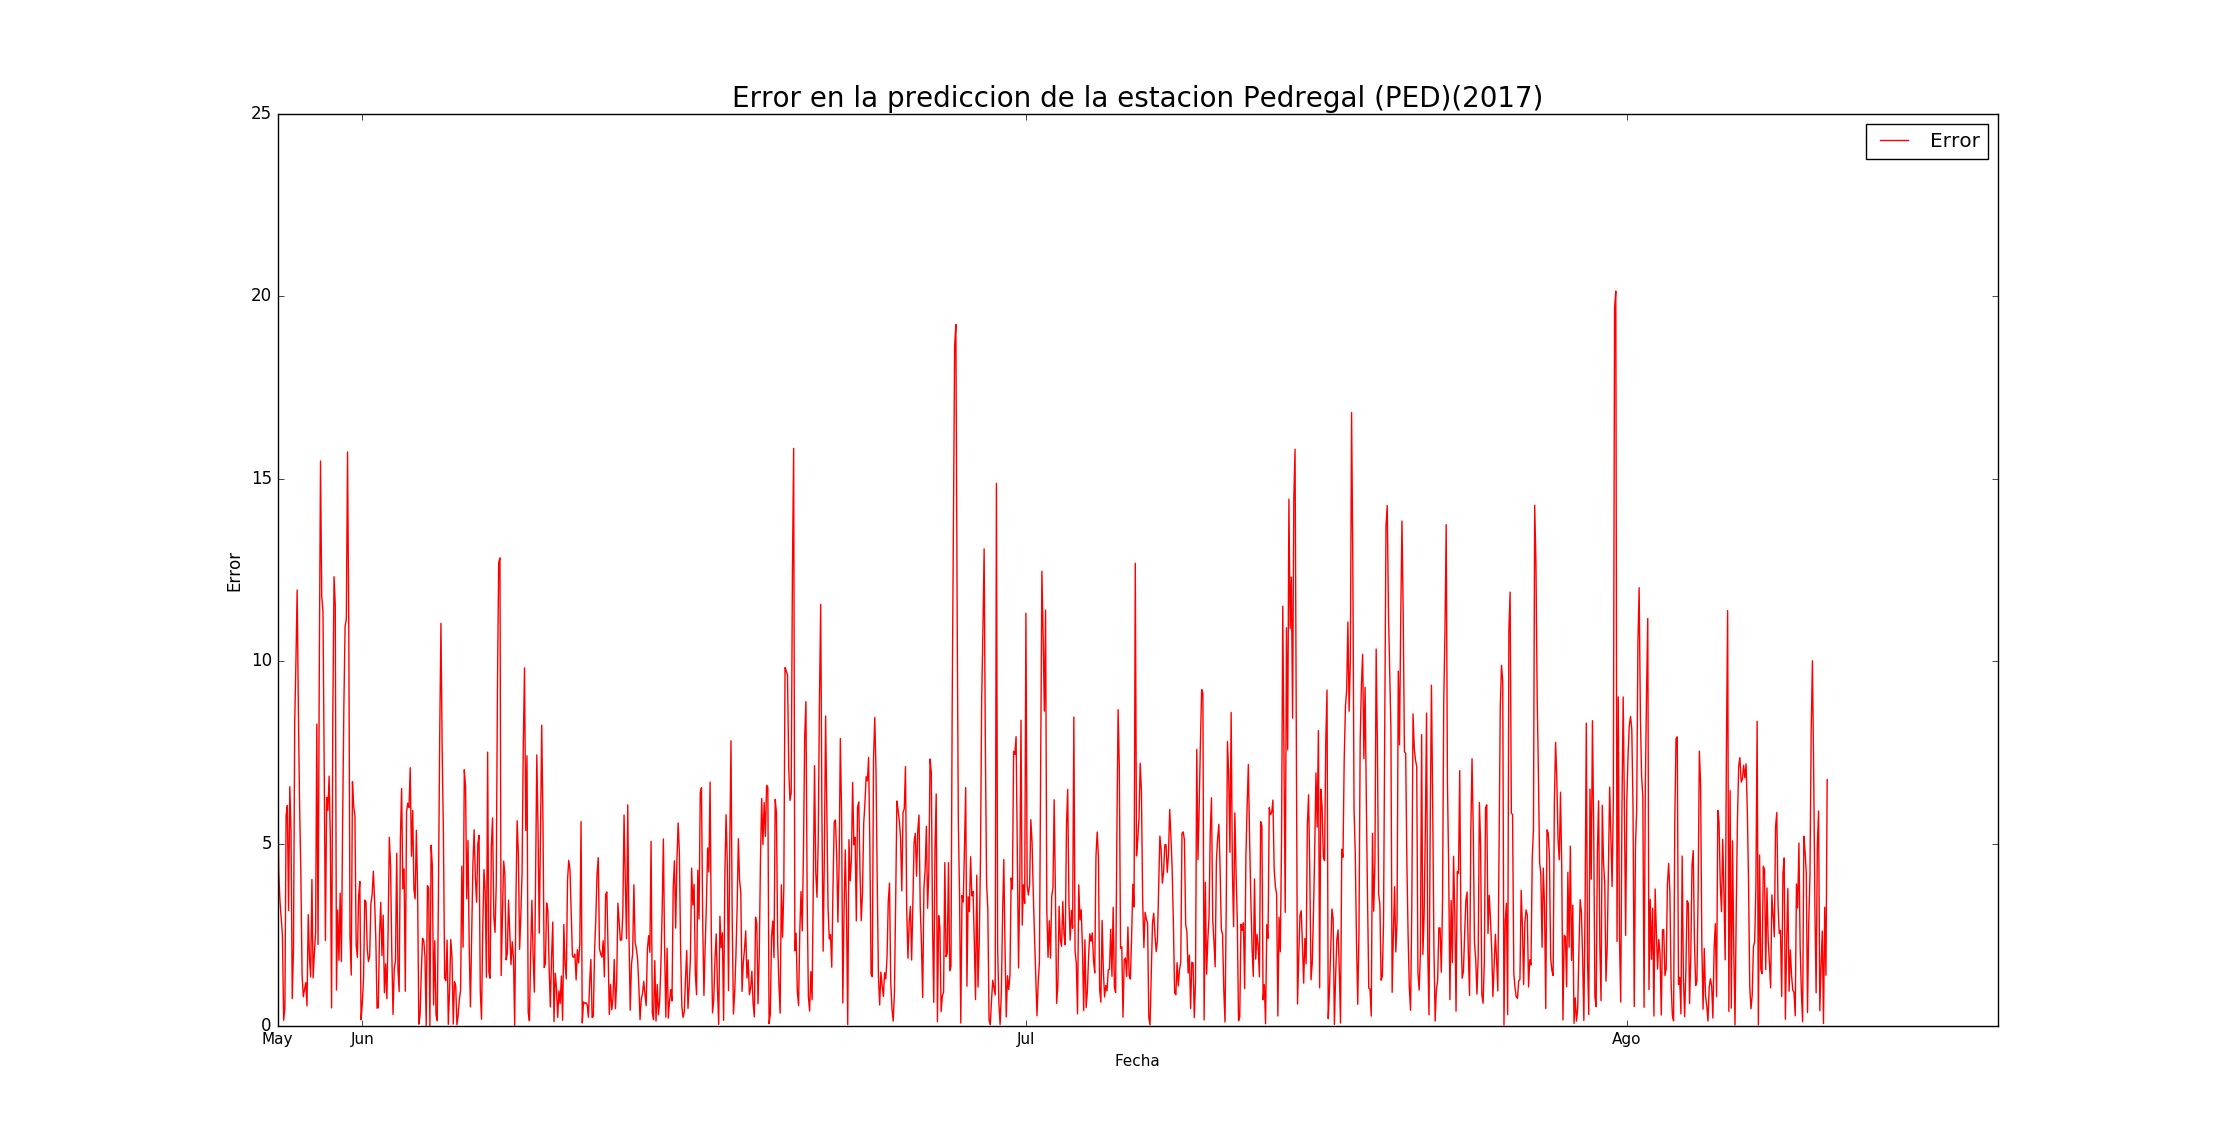 Error en la prediccion de la estacion Pedregal (PED)(2017)
25
Error
20
15
10
5
0
Error
May Jun Jul Ago
Fecha